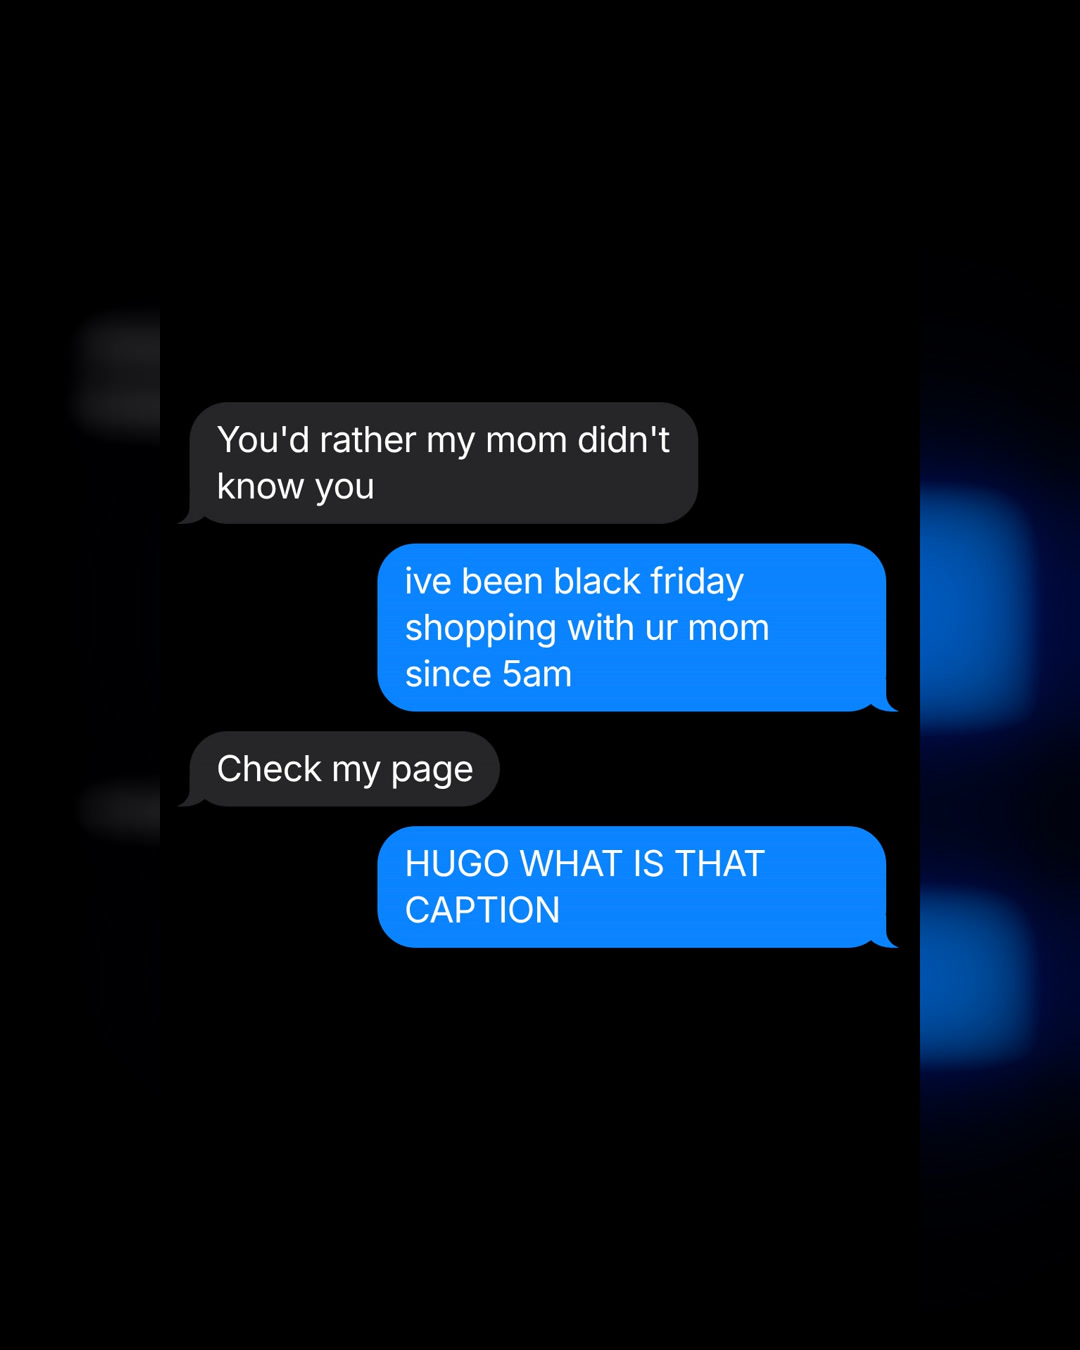 You'd rather my mom didn't
know you
ive been black friday
shopping with ur mom
since 5am
Check my page
HUGO WHAT IS THAT
CAPTION